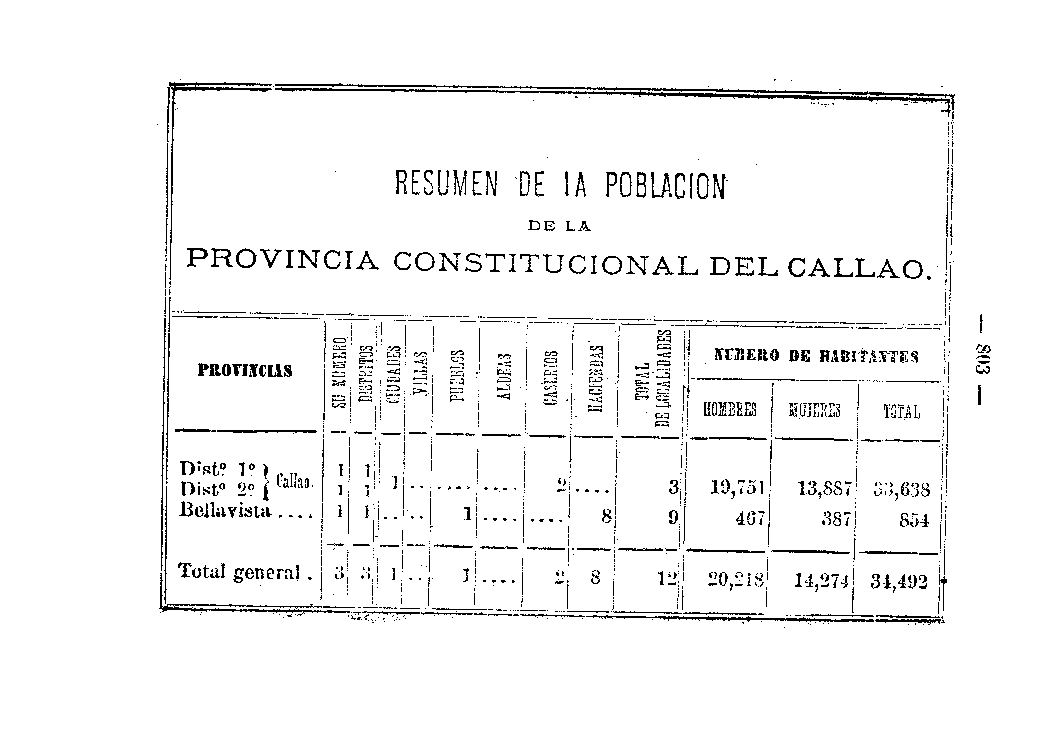 RESUMEN DE LA POBLACION
DE LA
PROVINCIA CONSTITUCIONAL DEL CALLAO.
— 803 —
PROVINCIAS SU NÚMERO DISTRITOS CIUDADES VILLAS PUEBLOS ALDEAS CASERIOS HACIENDAS TOTAL DE LOCALIDADES NUMERO DE HABITANTES
HOMBRES MUJERES TOTAL
Distº 1º } Callao. 1 1 1 .. .... .... 2 .... 3 19,751 13,887 33,638
Distº 2º { 1 1
Bellavista .... 1 1 .. .. 1 .... .... 8 9 467 387 854
Total general . 3 3 1 .. 1 .... 2 8 12 20,218 14,274 34,492